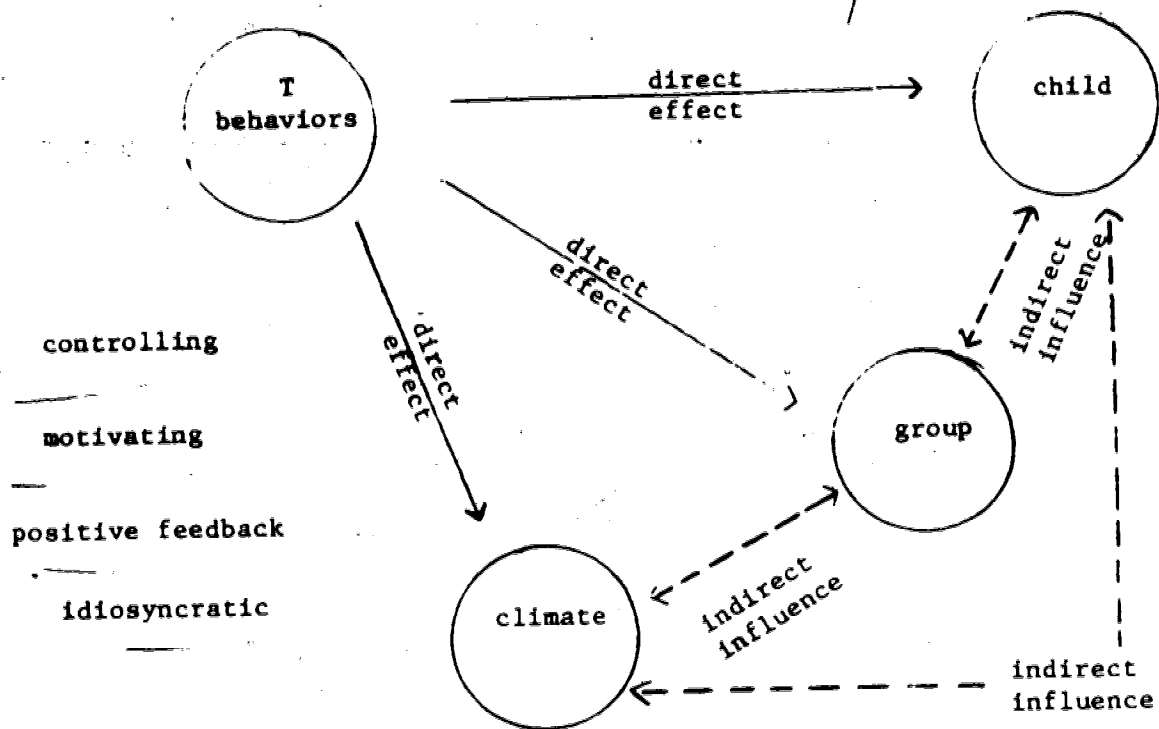 T
behaviors
direct
effect
child
direct
effect
direct
effect
indirect
influence
controlling
motivating
positive feedback
idiosyncratic
group
climate
indirect
influence
indirect
influence